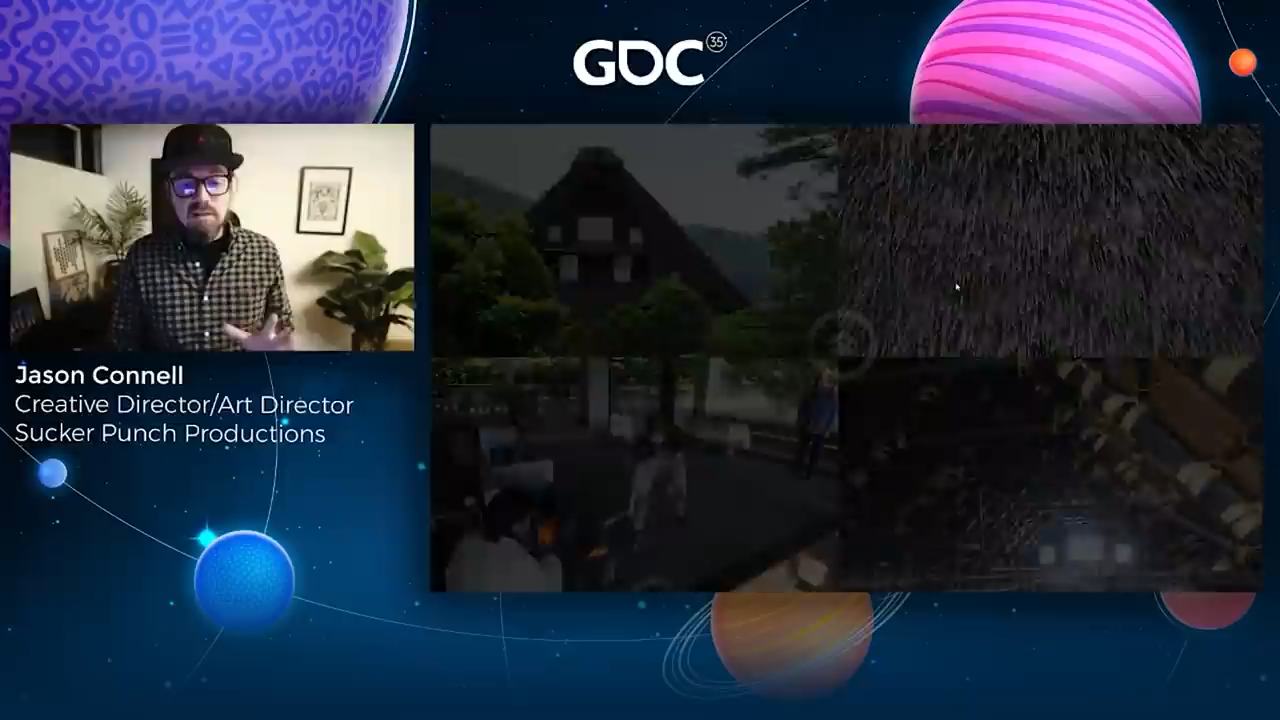 GDC 35
Jason Connell
Creative Director/Art Director
Sucker Punch Productions